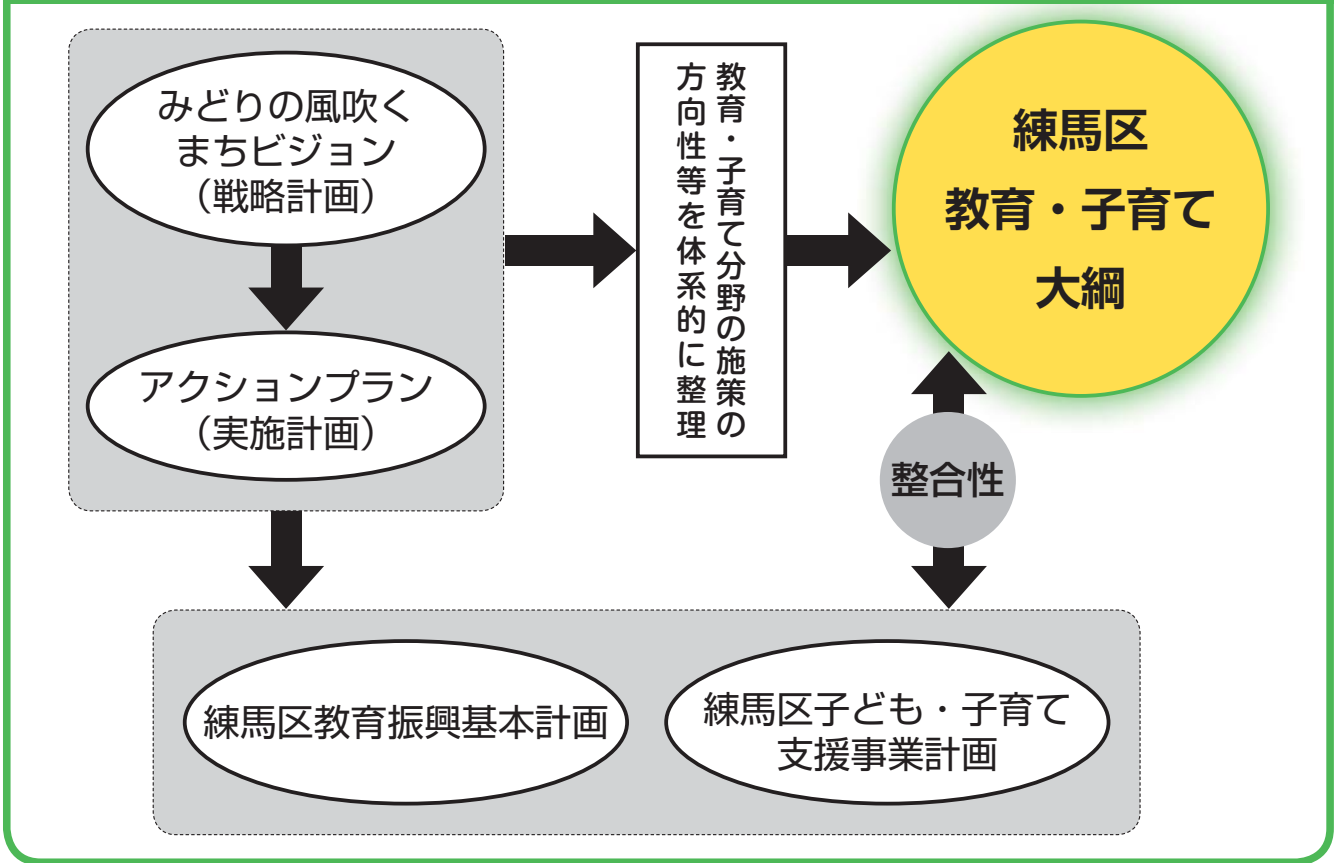 みどりの風吹く
まちビジョン
（戦略計画）
アクションプラン
（実施計画）
教育・子育て分野の施策の
方向性等を体系的に整理
練馬区
教育・子育て
大綱
整合性
練馬区教育振興基本計画
練馬区子ども・子育て
支援事業計画